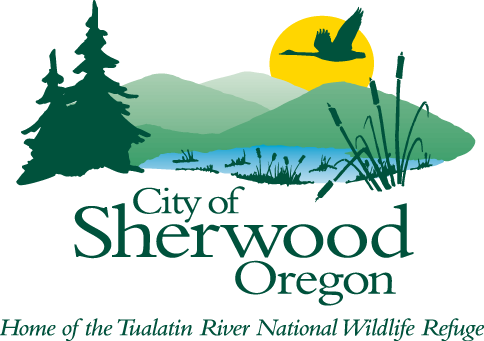 City of
Sherwood
Oregon
Home of the Tualatin River National Wildlife Refuge